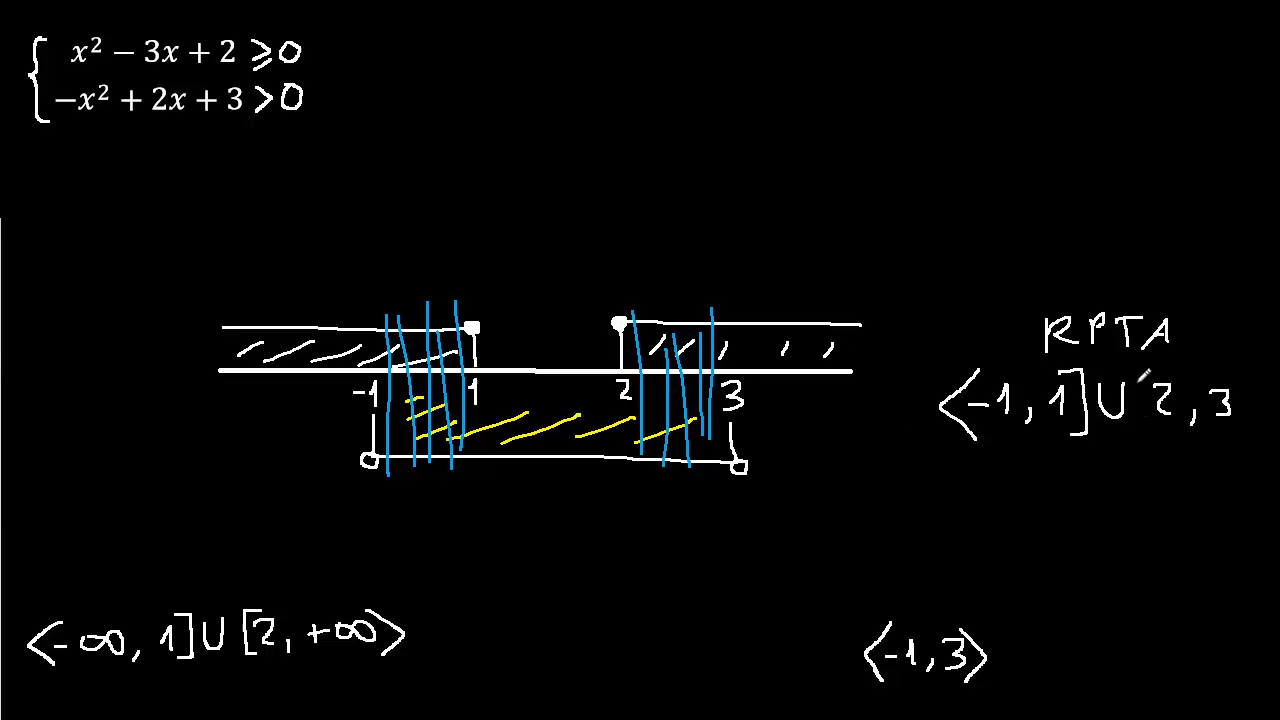 x² − 3x + 2 ⩾ 0
−x² + 2x + 3 > 0
-1 1 2 3
RPTA
<-1, 1] ∪ 2, 3
<-∞, 1] ∪ [2, +∞>
<-1, 3>